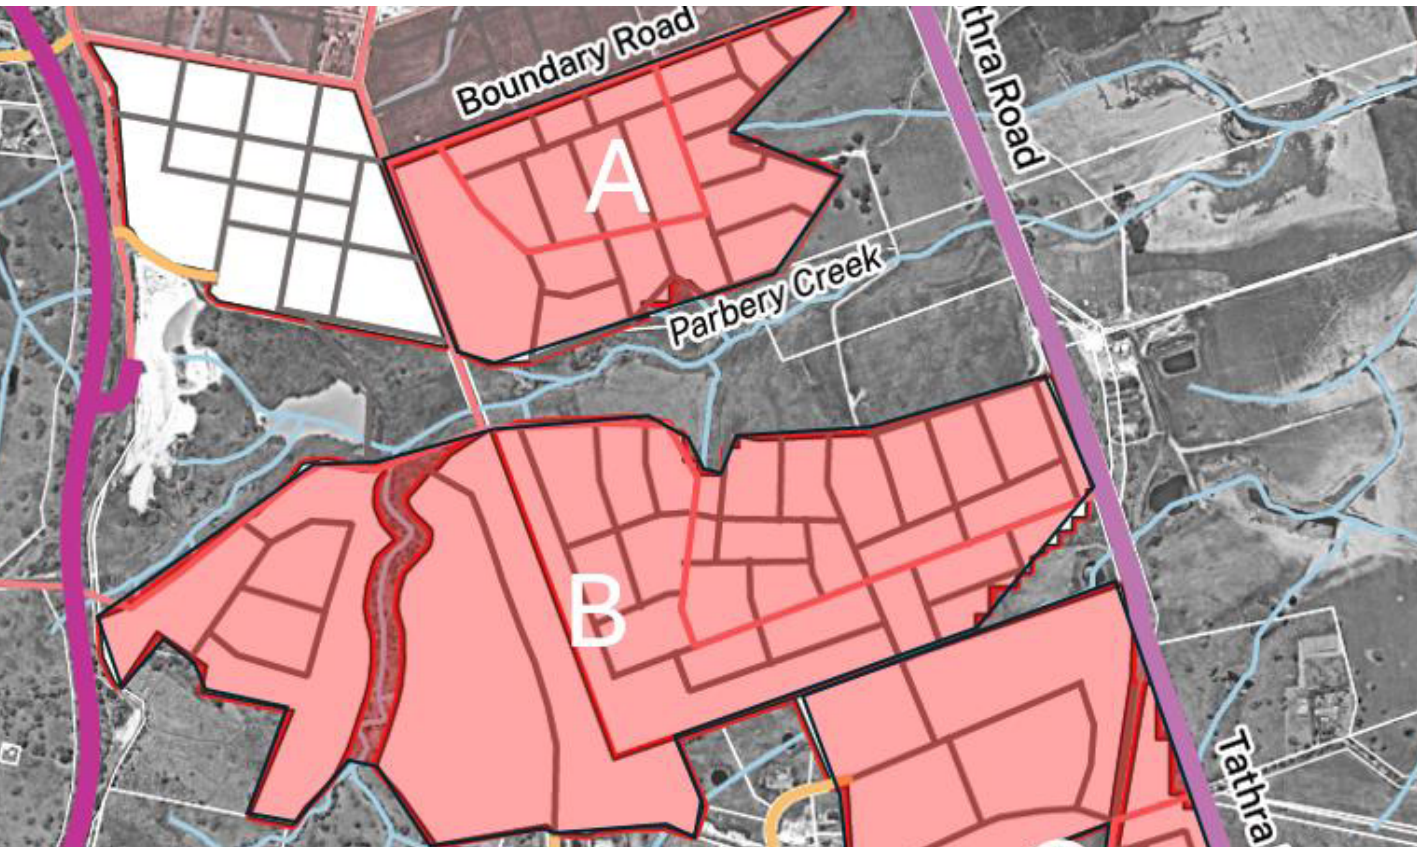 Boundary Road
thra Road
A
Parbery Creek
B
Tathra